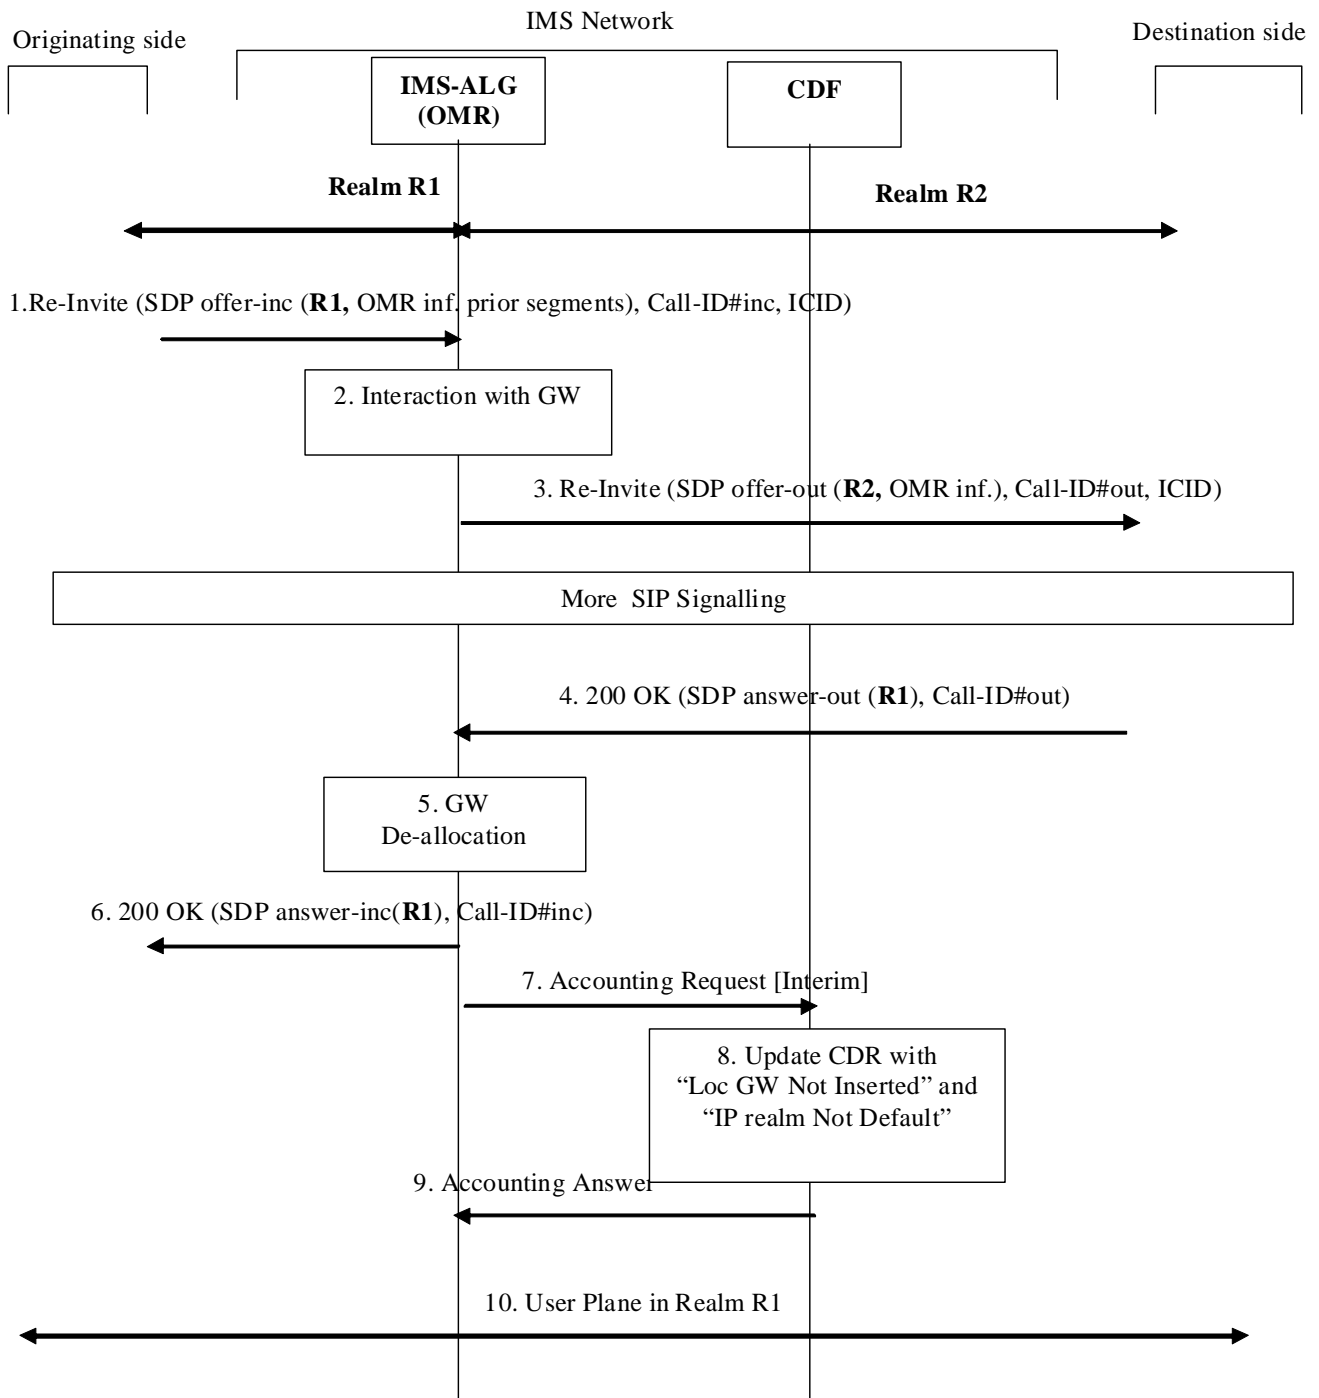 IMS Network
Originating side
Destination side
IMS-ALG
(OMR)
CDF
Realm R1
Realm R2
1.Re-Invite (SDP offer-inc (R1, OMR inf. prior segments), Call-ID#inc, ICID)
2. Interaction with GW
3. Re-Invite (SDP offer-out (R2, OMR inf.), Call-ID#out, ICID)
More SIP Signalling
4. 200 OK (SDP answer-out (R1), Call-ID#out)
5. GW
De-allocation
6. 200 OK (SDP answer-inc(R1), Call-ID#inc)
7. Accounting Request [Interim]
8. Update CDR with
“Loc GW Not Inserted” and
“IP realm Not Default”
9. Accounting Answer
10. User Plane in Realm R1